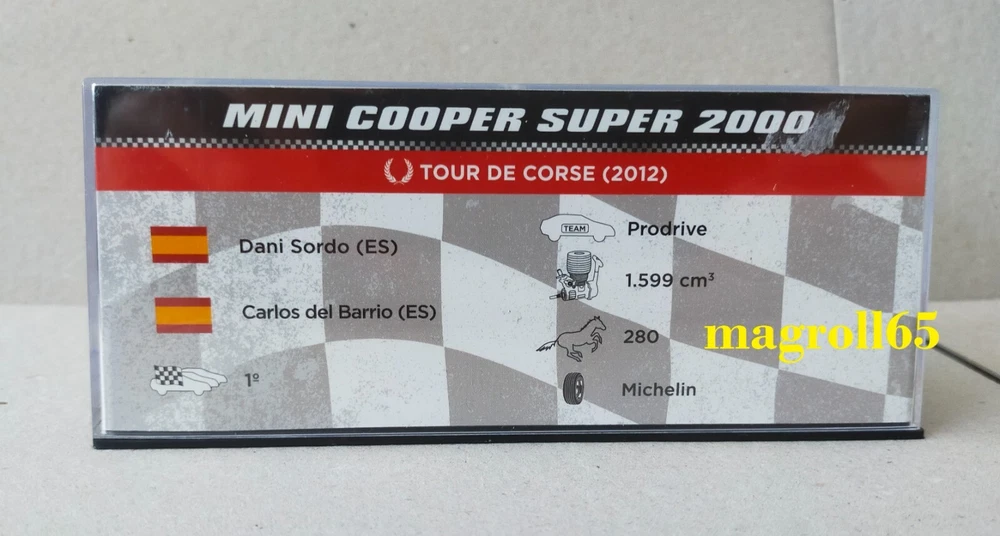 MINI COOPER SUPER 2000
TOUR DE CORSE (2012)
Dani Sordo (ES)
Carlos del Barrio (ES)
1º
TEAM
Prodrive
1.599 cm³
280
Michelin
magroll65